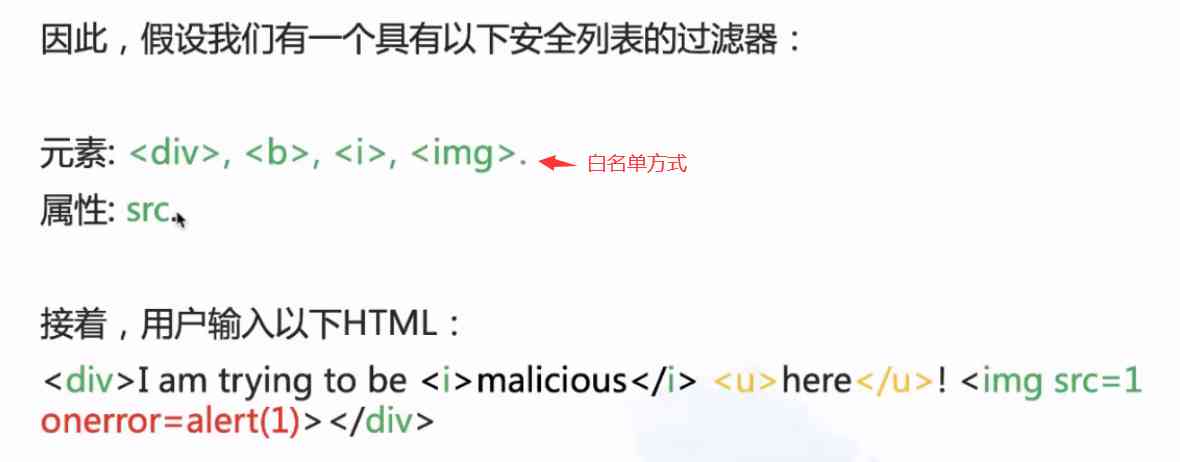 因此，假设我们有一个具有以下安全列表的过滤器：
元素: <div>, <b>, <i>, <img>. 白名单方式
属性: src.
接着，用户输入以下HTML：
<div>I am trying to be <i>malicious</i> <u>here</u>! <img src=1
onerror=alert(1)></div>